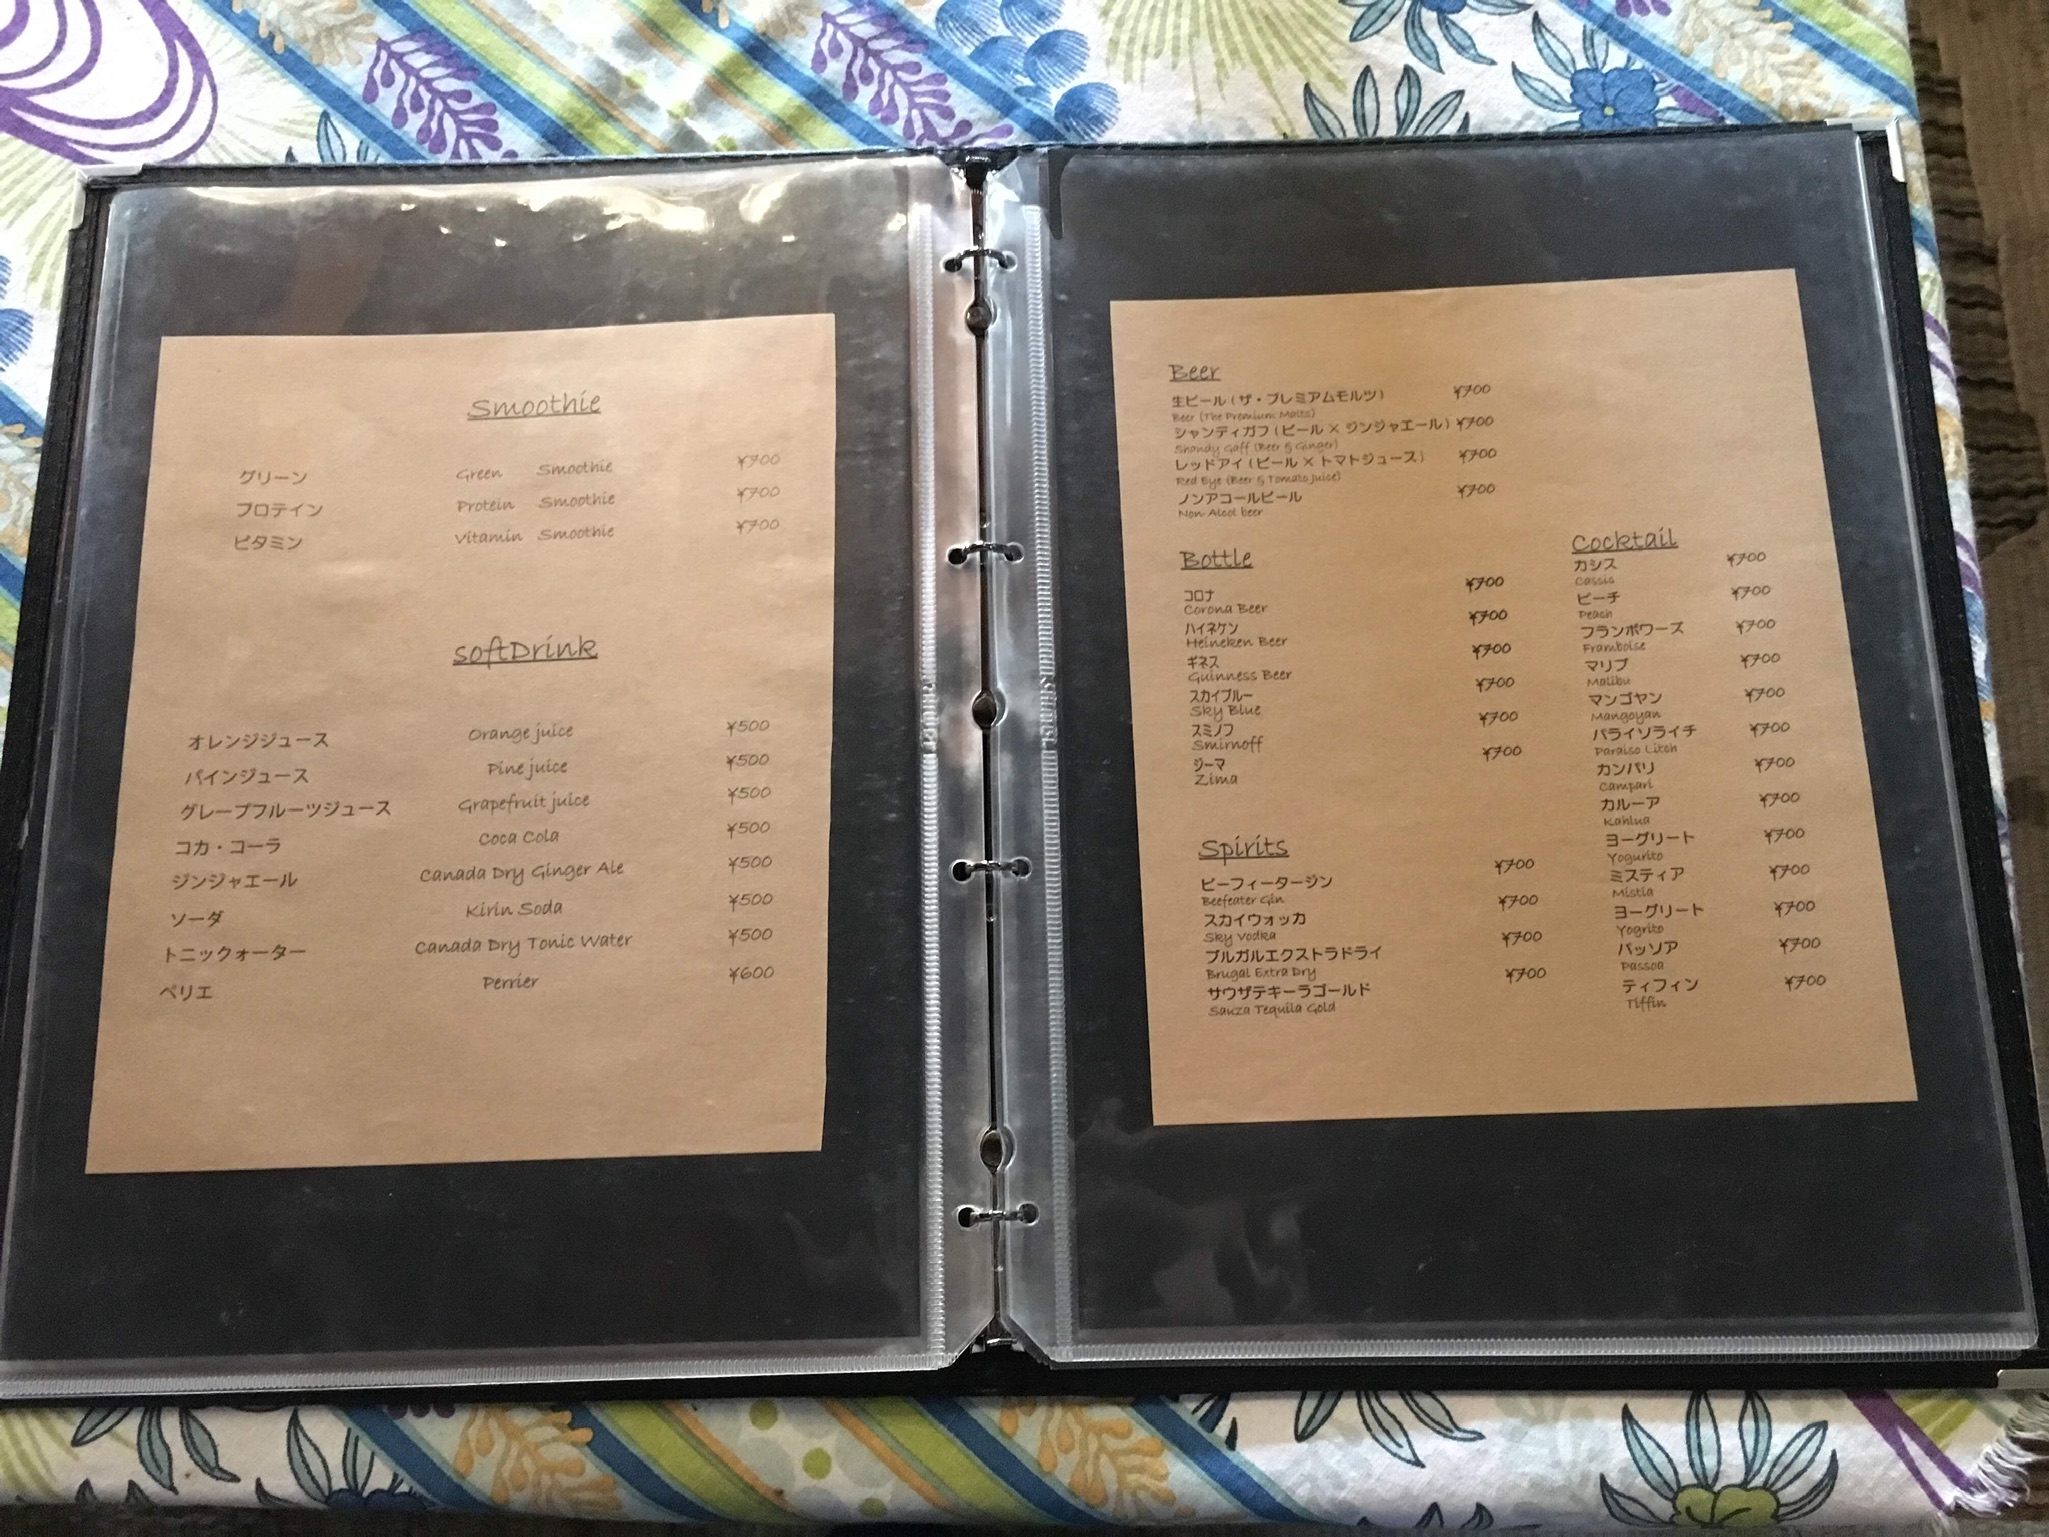 Smoothie
グリーン Green Smoothie ¥700
プロテイン Protein Smoothie ¥700
ビタミン Vitamin Smoothie ¥700
softDrink
オレンジジュース Orange juice ¥500
パインジュース Pine juice ¥500
グレープフルーツジュース Grapefruit juice ¥500
コカ・コーラ Coca Cola ¥500
ジンジャエール Canada Dry Ginger Ale ¥500
ソーダ Kirin Soda ¥500
トニックウォーター Canada Dry Tonic Water ¥500
ペリエ Perrier ¥600
Beer
生ビール(ザ・プレミアムモルツ) ¥700
Beer (The Premium Malts)
シャンディガフ(ビール×ジンジャエール) ¥700
Shandy Gaff (Beer & Ginger)
レッドアイ(ビール×トマトジュース) ¥700
Red Eye (Beer & Tomato juice)
ノンアコールビール ¥700
Non Alcol beer
Bottle
コロナ ¥700
Corona Beer
ハイネケン ¥700
Heineken Beer
ギネス ¥700
Guinness Beer
スカイブルー ¥700
Sky Blue
スミノフ ¥700
Smirnoff
ジーマ ¥700
Zima
Spirits
ビーフィータージン ¥700
Beefeater Gin
スカイウォッカ ¥700
Sky Vodka
ブルガルエクストラドライ ¥700
Brugal Extra Dry
サウザテキーラゴールド ¥700
Sauza Tequila Gold
Cocktail
カシス ¥700
Cassis
ピーチ ¥700
Peach
フランボワーズ ¥700
Framboise
マリブ ¥700
Malibu
マンゴヤン ¥700
Mangoyan
パライソライチ ¥700
Paraiso Litch
カンパリ ¥700
Campari
カルーア ¥700
Kahlua
ヨーグリート ¥700
Yogurito
ミスティア ¥700
Mistia
ヨーグリート ¥700
Yogrito
パッソア ¥700
Passoa
ティフィン ¥700
Tiffin